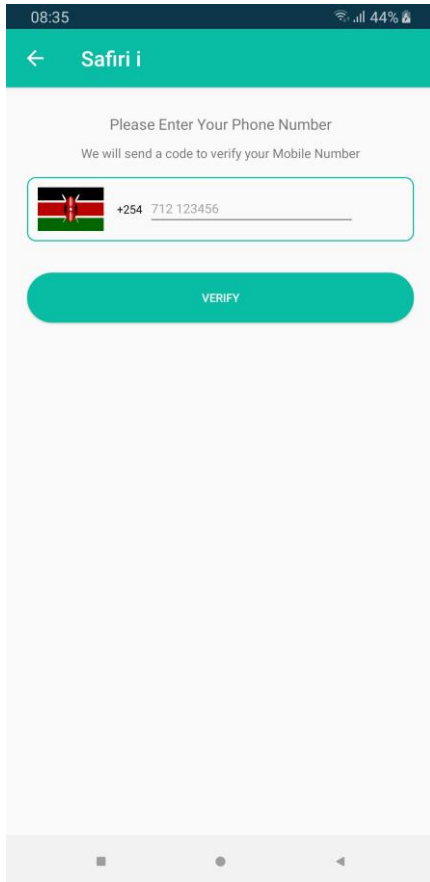 08:35 44%
Safiri i
Please Enter Your Phone Number
We will send a code to verify your Mobile Number
+254 712 123456
VERIFY